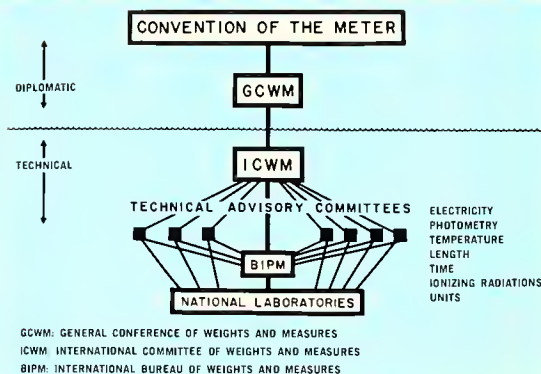 CONVENTION OF THE METER
DIPLOMATIC
GCWM
TECHNICAL
ICWM
TECHNICAL ADVISORY COMMITTEES
ELECTRICITY
PHOTOMETRY
TEMPERATURE
LENGTH
TIME
IONIZING RADIATIONS
UNITS
BIPM
NATIONAL LABORATORIES
GCWM: GENERAL CONFERENCE OF WEIGHTS AND MEASURES
ICWM: INTERNATIONAL COMMITTEE OF WEIGHTS AND MEASURES
BIPM: INTERNATIONAL BUREAU OF WEIGHTS AND MEASURES